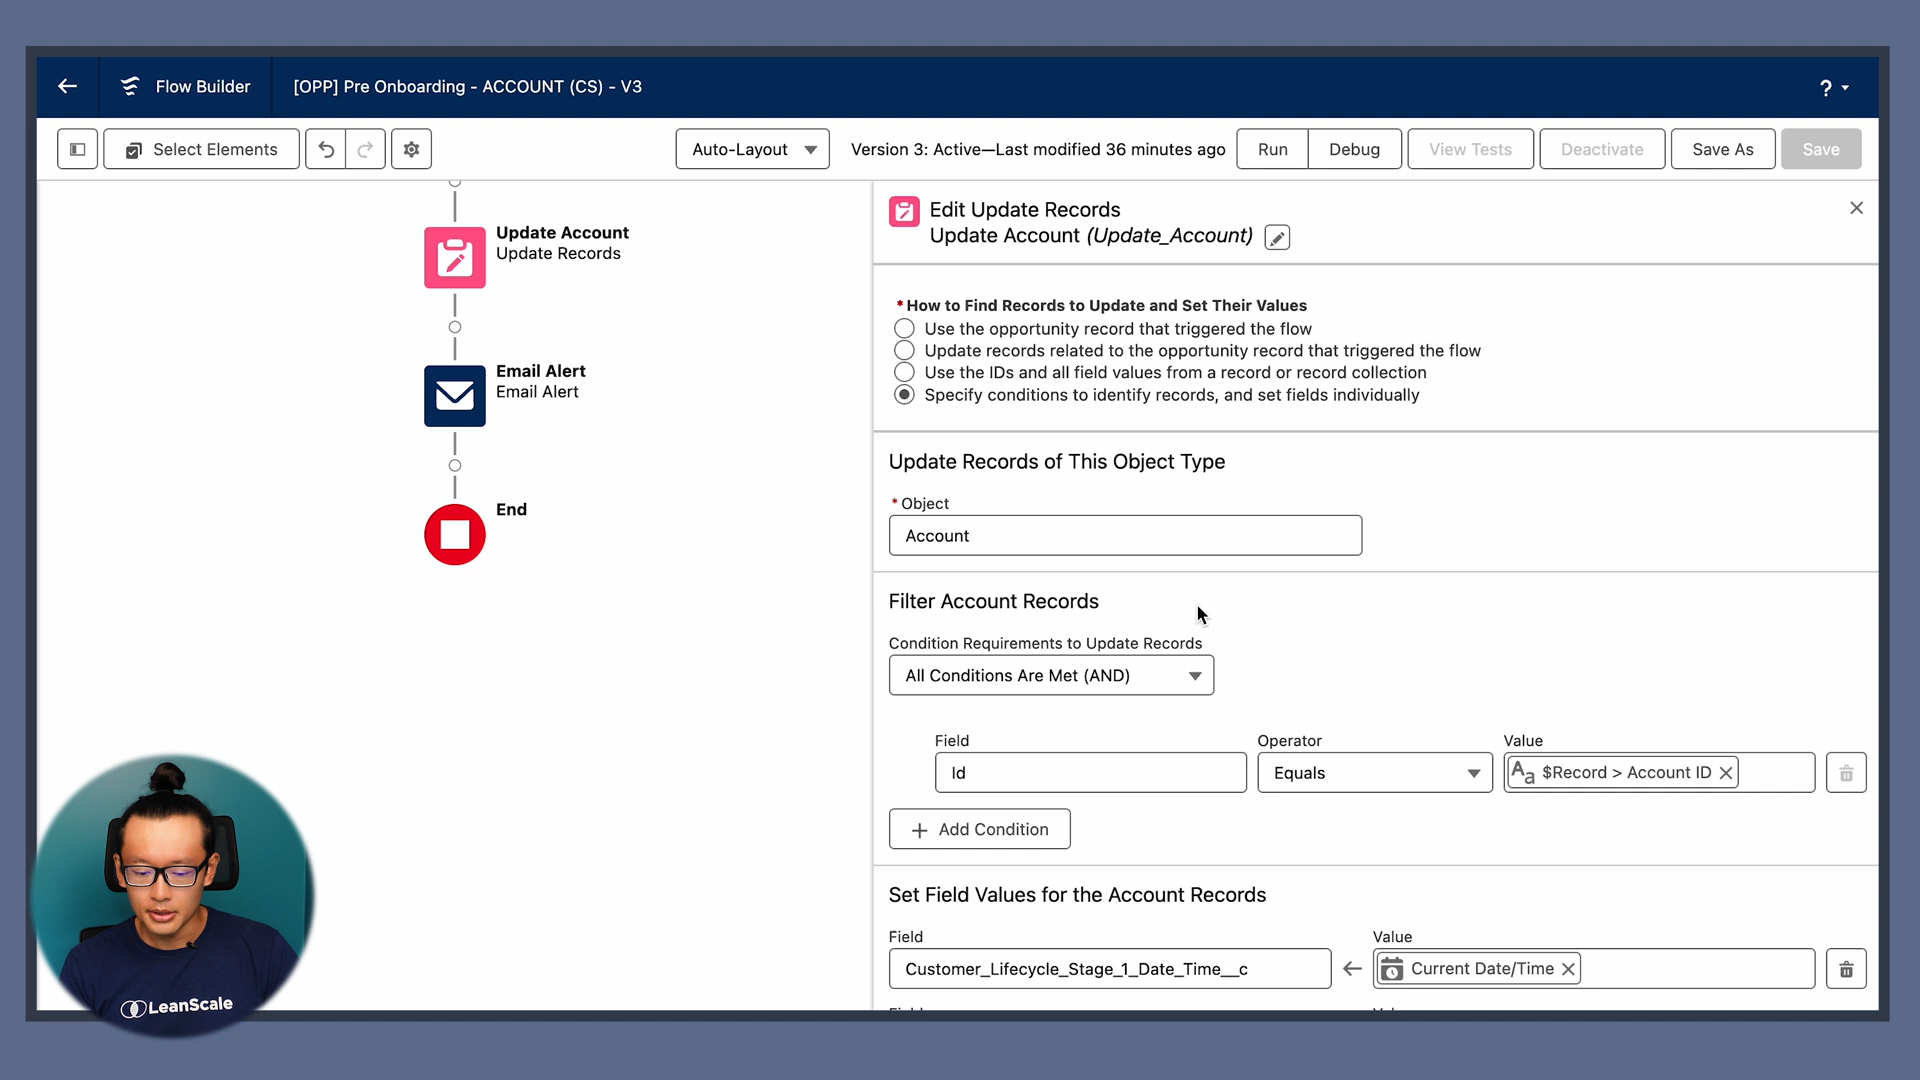 Flow Builder
[OPP] Pre Onboarding - ACCOUNT (CS) - V3
?
Select Elements
Auto-Layout
Version 3: Active—Last modified 36 minutes ago
Run
Debug
View Tests
Deactivate
Save As
Save
Update Account
Update Records
Email Alert
Email Alert
End
Edit Update Records
Update Account (Update_Account)
*How to Find Records to Update and Set Their Values
Use the opportunity record that triggered the flow
Update records related to the opportunity record that triggered the flow
Use the IDs and all field values from a record or record collection
Specify conditions to identify records, and set fields individually
Update Records of This Object Type
* Object
Account
Filter Account Records
Condition Requirements to Update Records
All Conditions Are Met (AND)
Field
Operator
Value
Id
Equals
Aa $Record > Account ID
+ Add Condition
Set Field Values for the Account Records
Field
Value
Customer_Lifecycle_Stage_1_Date_Time__c
Current Date/Time
LeanScale